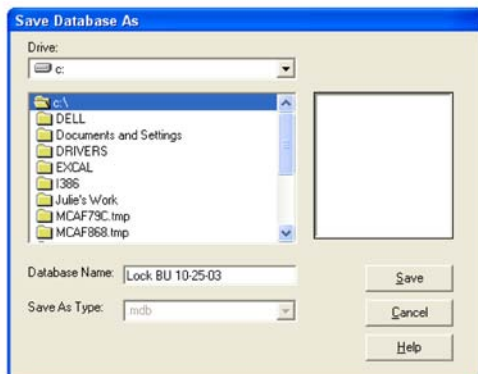 Save Database As
Drive:
c:
c:\
DELL
Documents and Settings
DRIVERS
EXCAL
I386
Julie's Work
MCAF79C.tmp
MCAF868.tmp
Database Name: Lock BU 10-25-03
Save As Type: mdb
Save
Cancel
Help